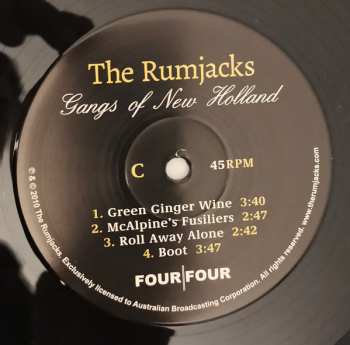 The Rumjacks
Gangs of New Holland
C
45RPM
1. Green Ginger Wine 3:40
2. McAlpine's Fusiliers 2:47
3. Roll Away Alone 2:42
4. Boot 3:47
FOUR|FOUR
℗ & © 2010 The Rumjacks. Exclusively licensed to Australian Broadcasting Corporation. All rights reserved. www.therumjacks.com